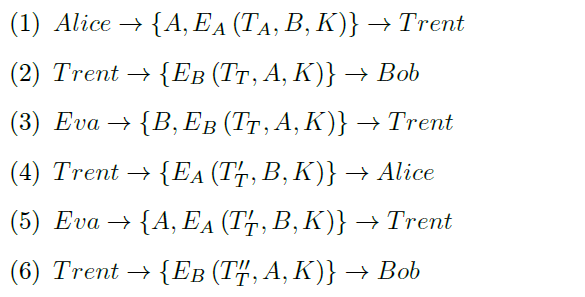 (1) Alice → {A, E_A (T_A, B, K)} → Trent
(2) Trent → {E_B (T_T, A, K)} → Bob
(3) Eva → {B, E_B (T_T, A, K)} → Trent
(4) Trent → {E_A (T'_T, B, K)} → Alice
(5) Eva → {A, E_A (T'_T, B, K)} → Trent
(6) Trent → {E_B (T''_T, A, K)} → Bob